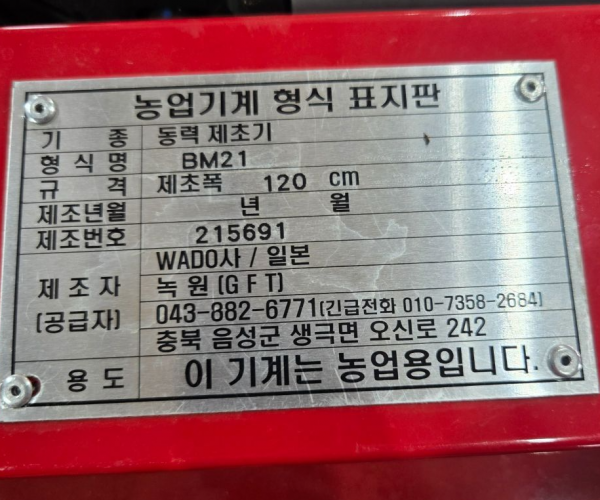 농업기계 형식 표지판
기 종 동력 제초기
형식명 BM21
규 격 제초폭 120 cm
제조년월 년 월
제조번호 215691
제조자 [공급자] WADO사 / 일본
녹원 (GFT)
043-882-6771(긴급전화 010-7358-2684)
충북 음성군 생극면 오신로 242
용도 이 기계는 농업용입니다.